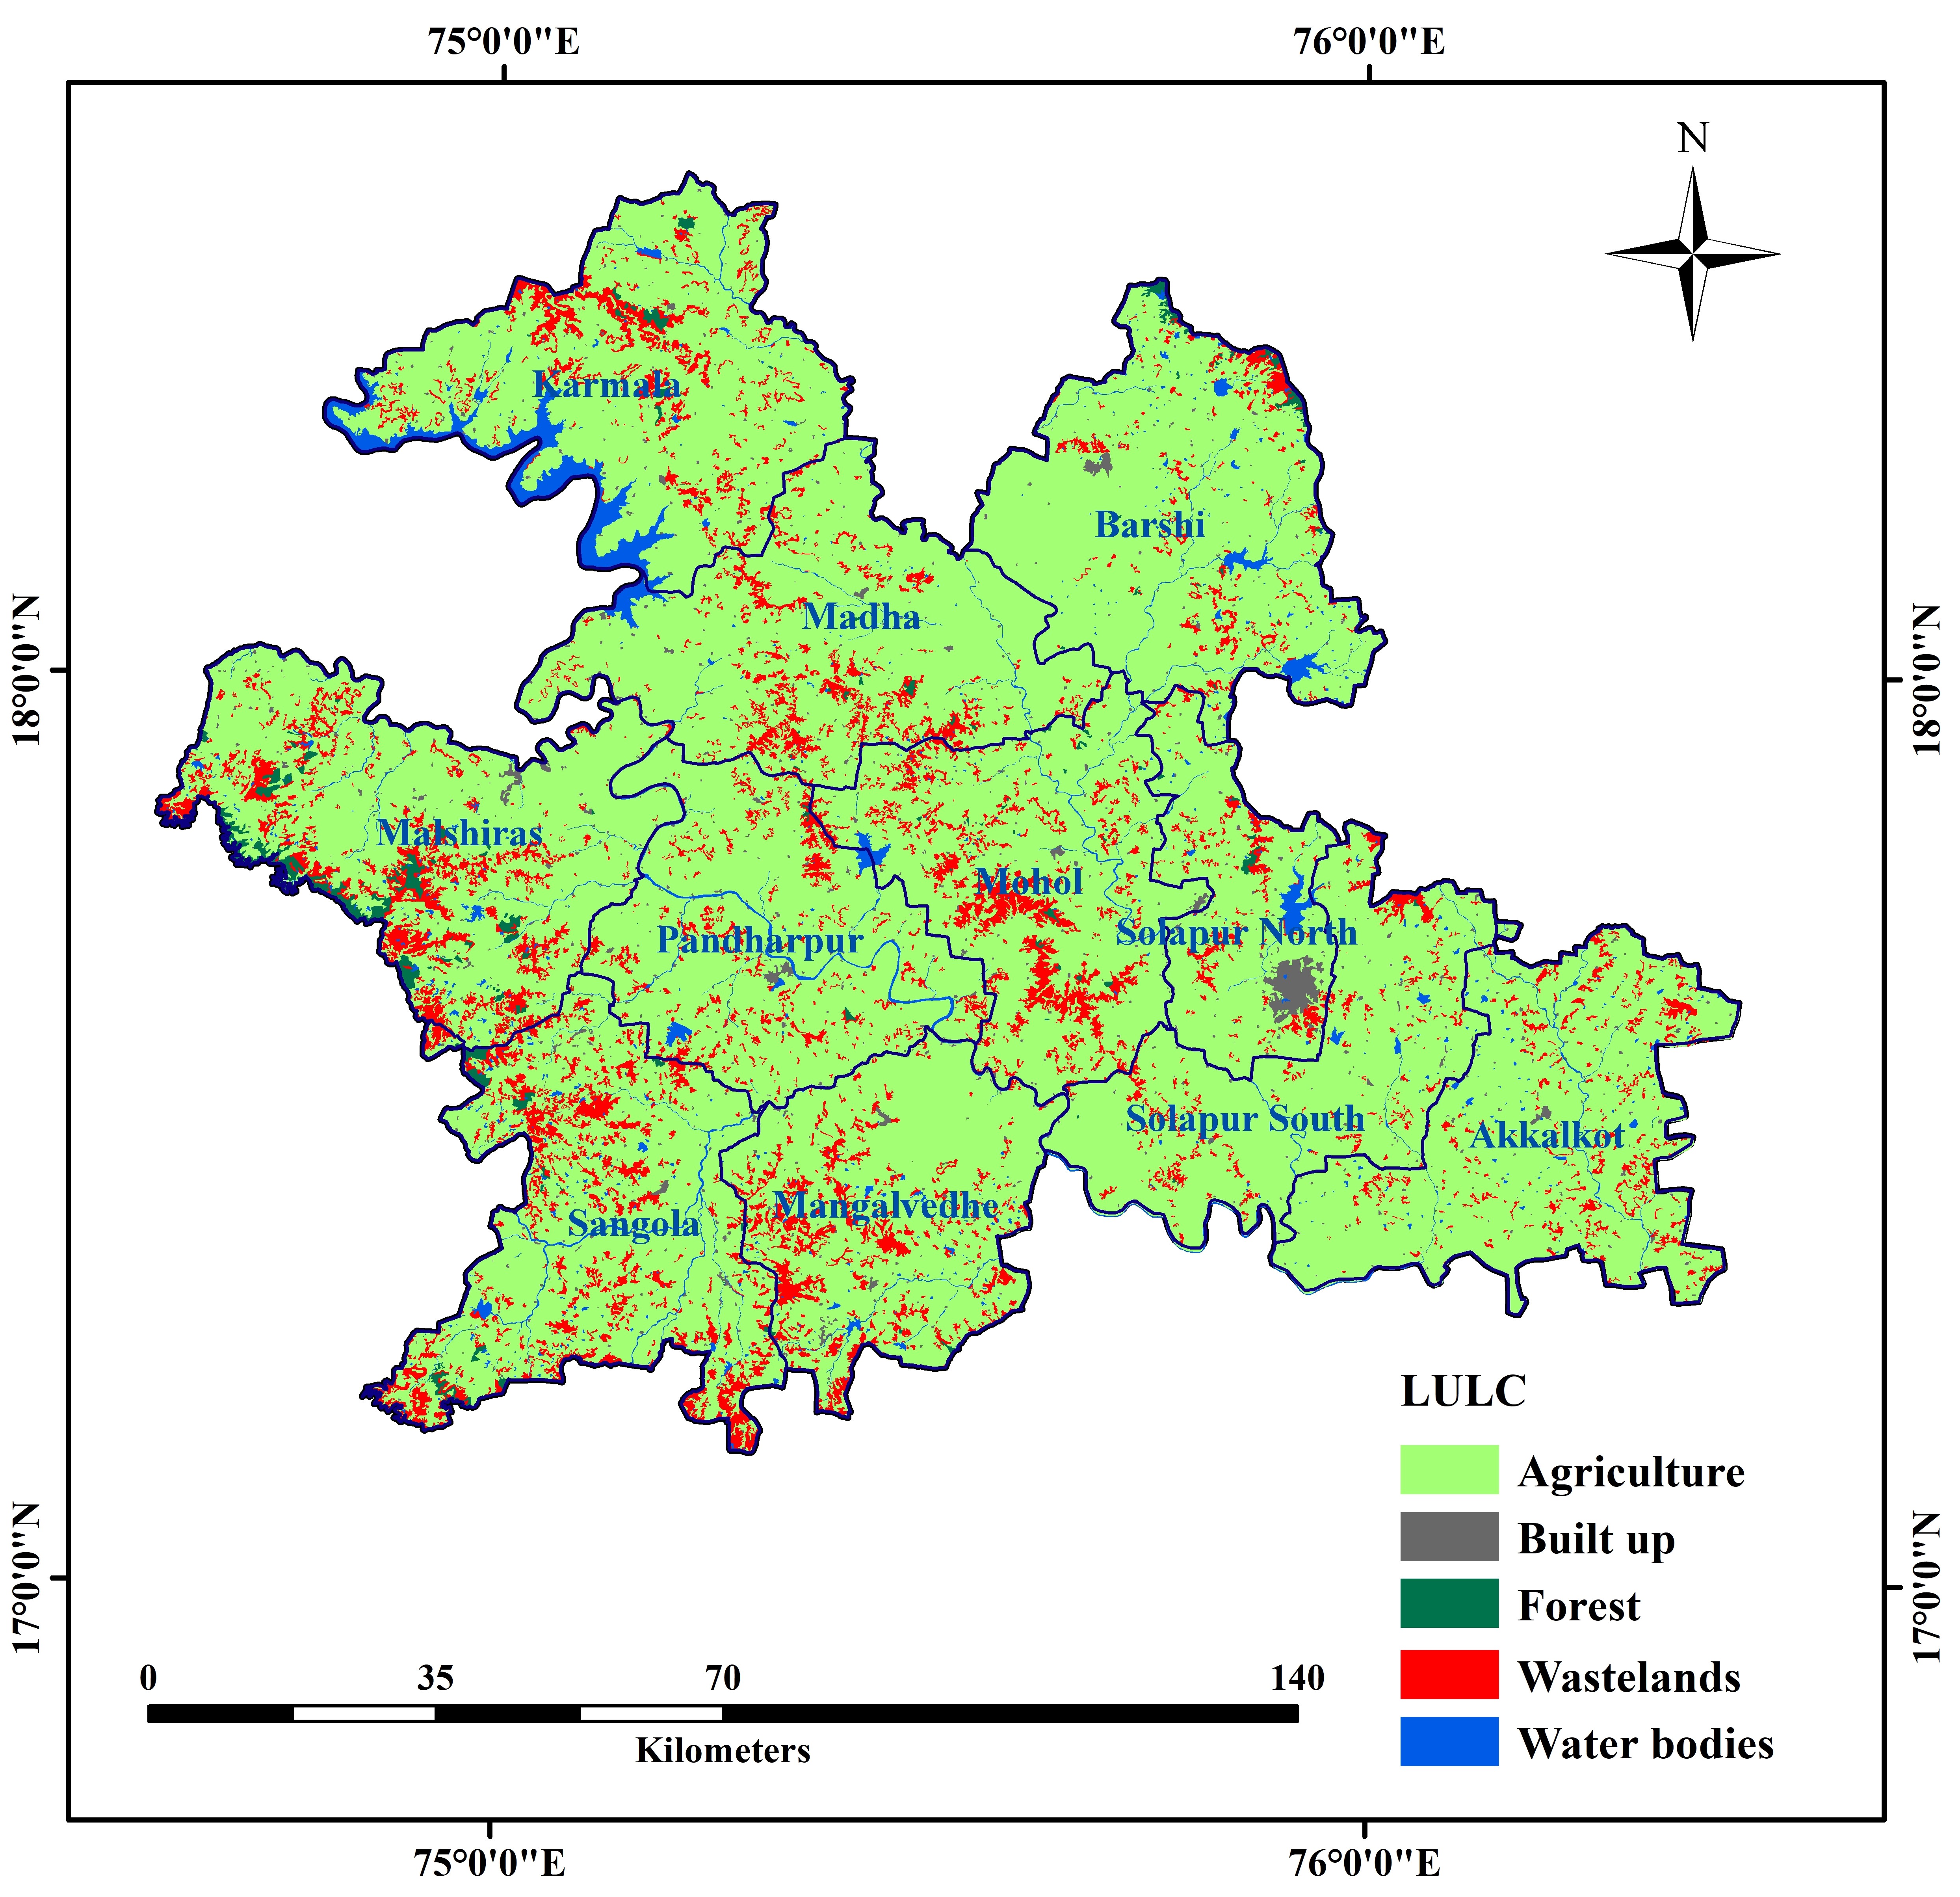 75°0'0"E
76°0'0"E
N
Karmala
Barshi
Madha
18°0'0"N
18°0'0"N
Malshiras
Mohol
Pandharpur
Solapur North
Solapur South
Akkalkot
Mangalvedhe
Sangola
LULC
Agriculture
Built up
Forest
Wastelands
Water bodies
17°0'0"N
17°0'0"N
0 35 70 140
Kilometers
75°0'0"E
76°0'0"E